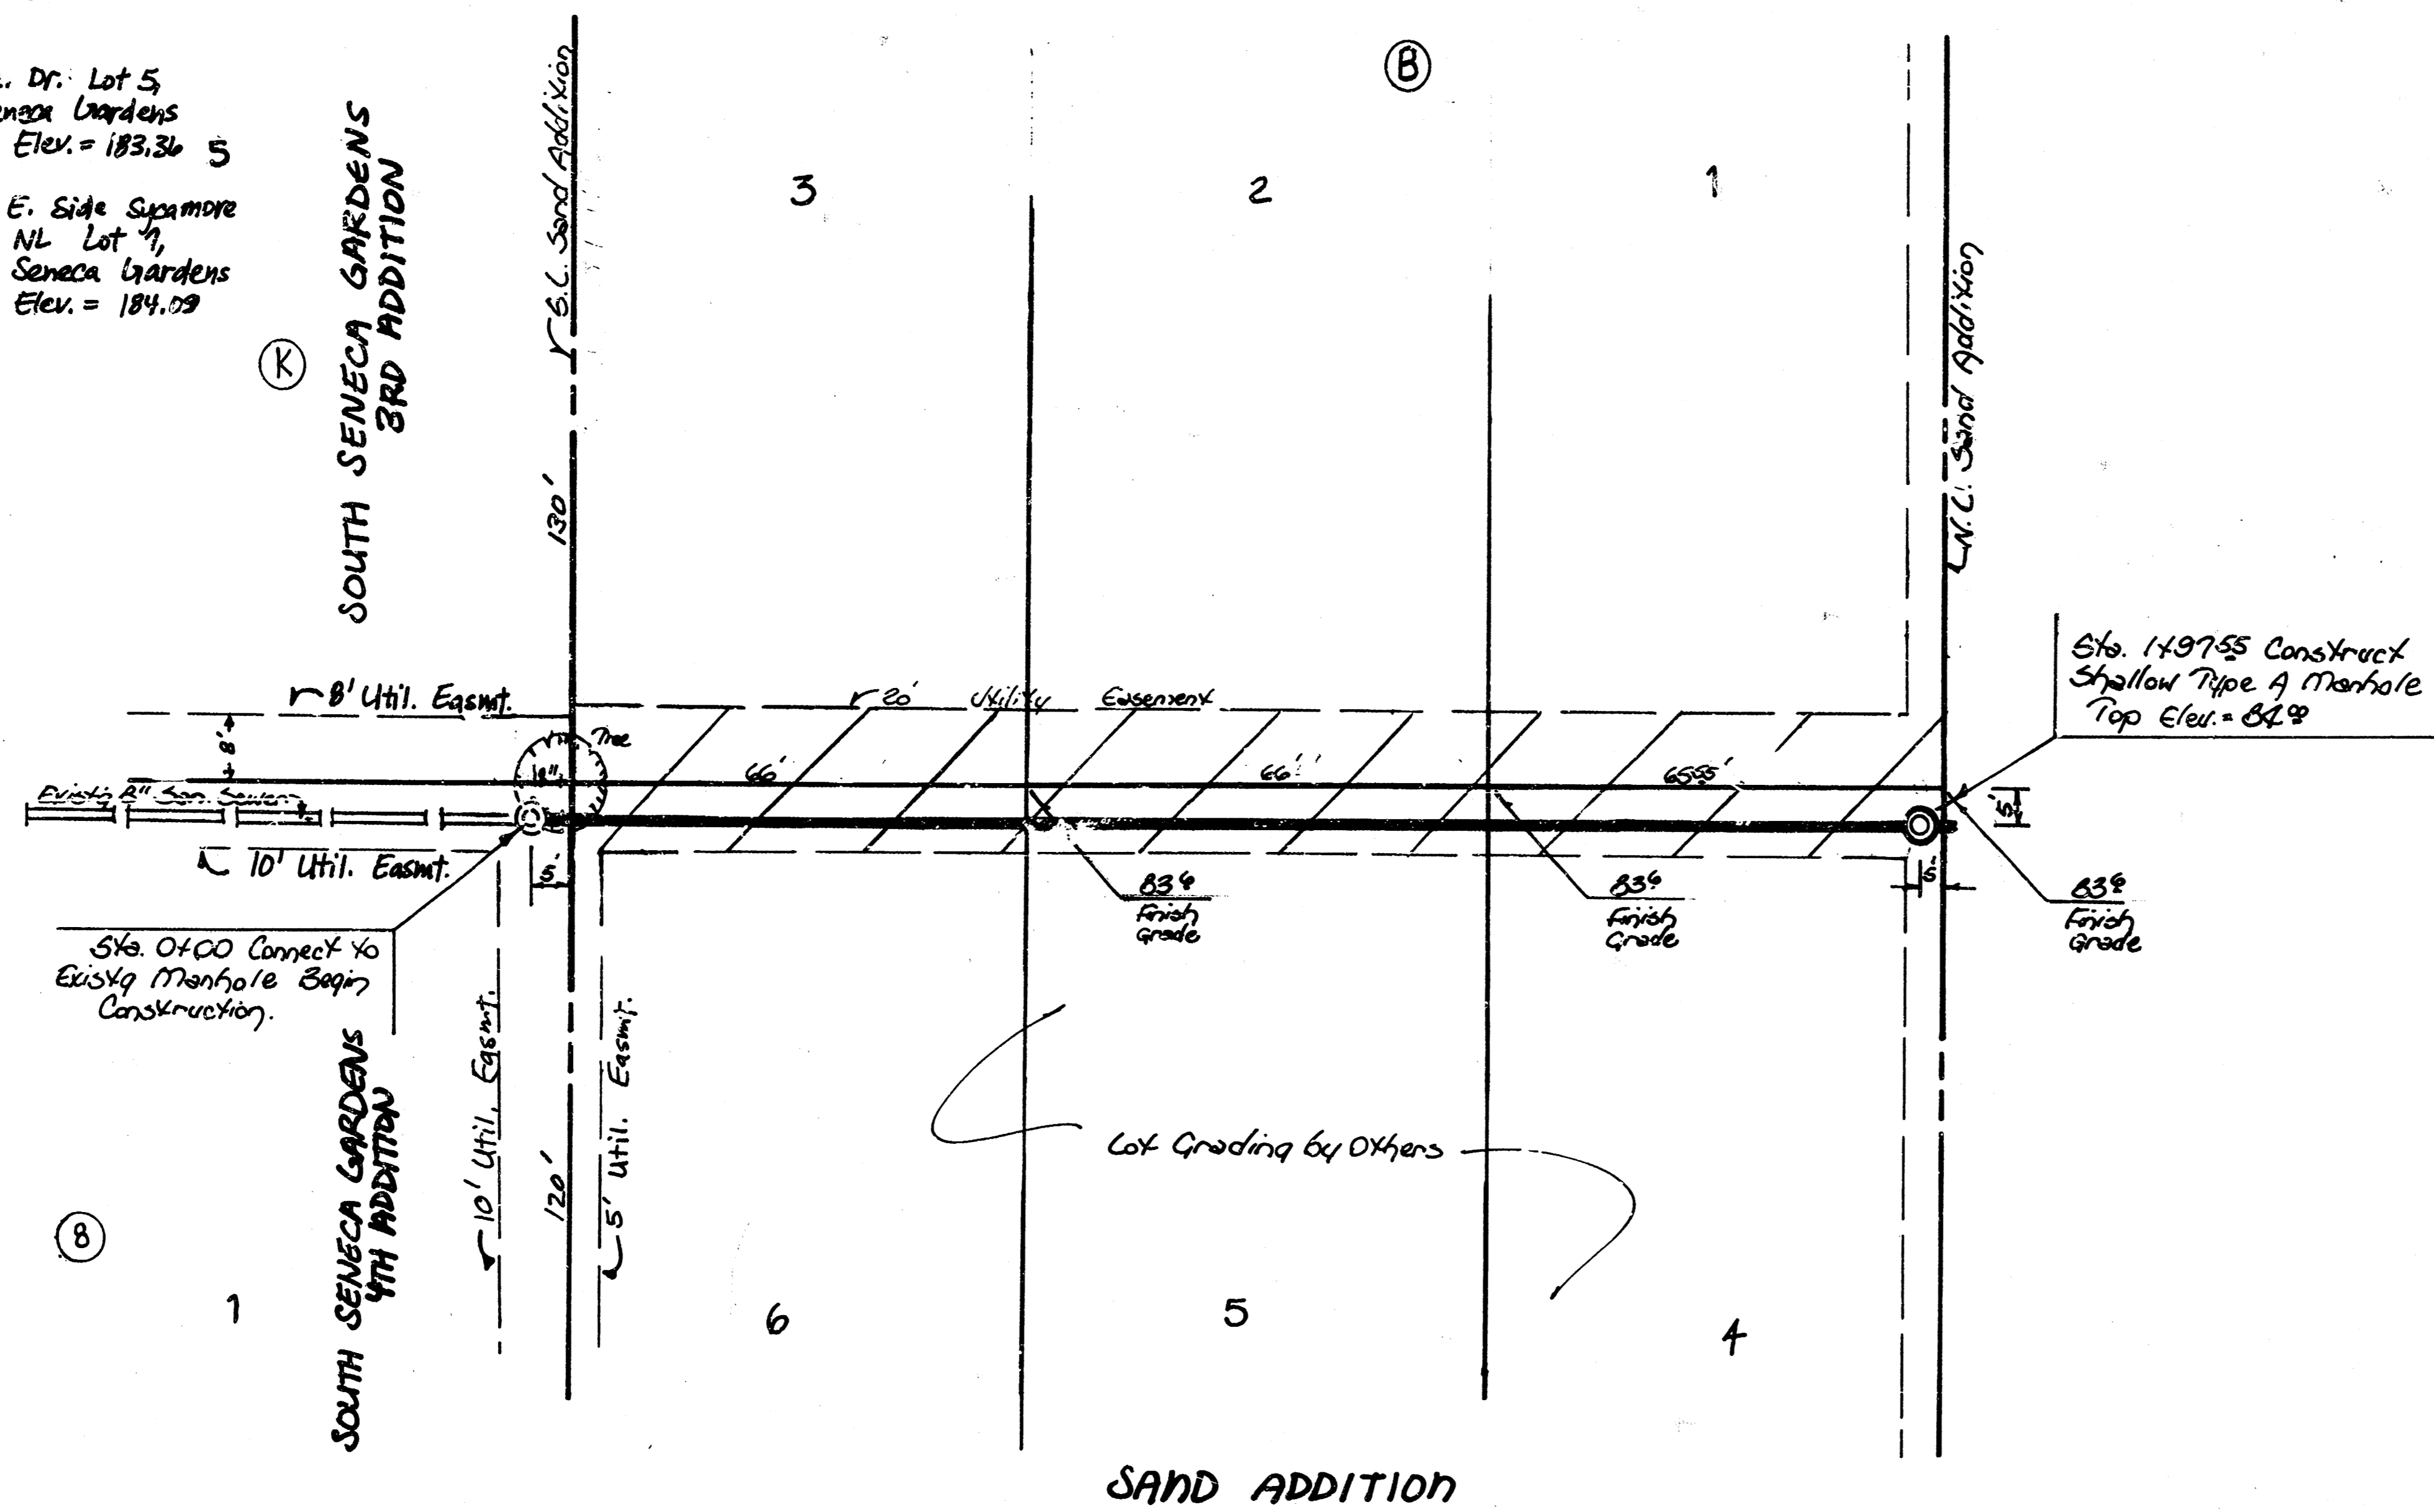 Dr. Lot 5,
Gardens
Elev. = 183.36
5
E. Side Sycamore
NL Lot 7,
Seneca Gardens
Elev. = 184.09
K
SOUTH SENECA GARDENS
3RD ADDITION
S.L. Sand Addition
130'
3
2
1
B
N.L. Sand Addition
8' Util. Easmt.
20' Utility Easement
8'
Tree
18"
66'
66'
65.55'
Sta. 1+97.55 Construct
Shallow Type A Manhole
Top Elev. = 84.00
Exist'g 8" San. Sewer
10' Util. Easmt.
5'
5'
5'
83.6
Finish
Grade
83.6
Finish
Grade
83.6
Finish
Grade
Sta. 0+00 Connect to
Exist'g Manhole Begin
Construction.
10' Util. Easmt.
120'
5' Util. Easmt.
Lot Grading by Others
SOUTH SENECA GARDENS
4TH ADDITION
8
1
6
5
4
SAND ADDITION